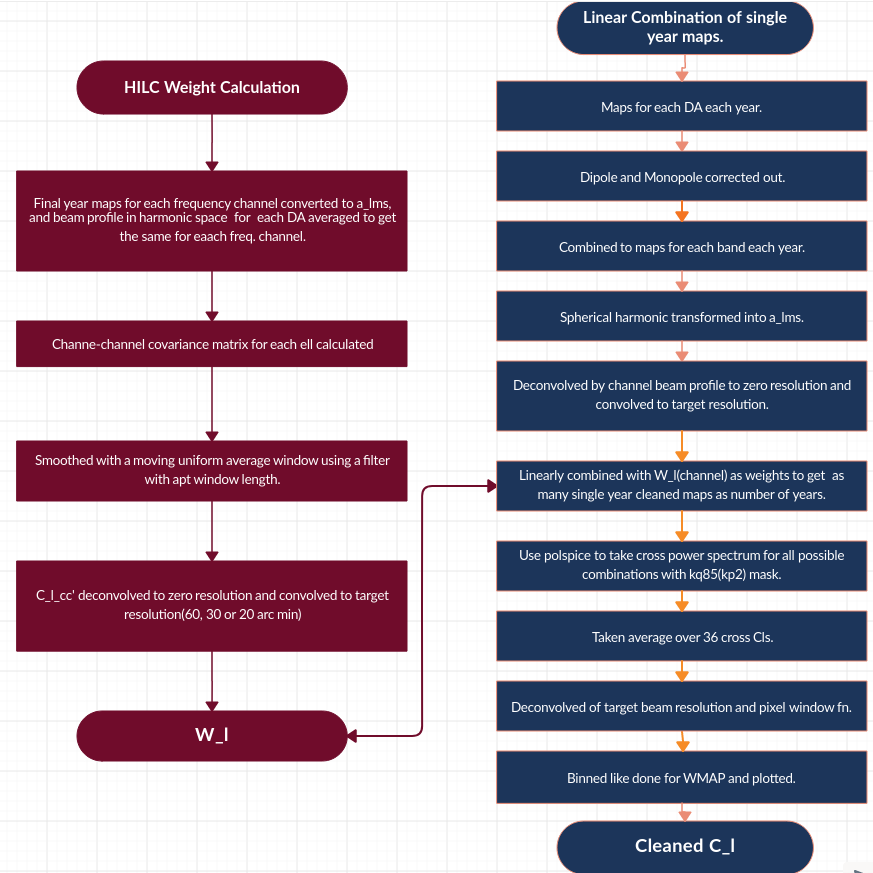 HILC Weight Calculation
Final year maps for each frequency channel converted to a_lms,
and beam profile in harmonic space for each DA averaged to get
the same for eaach freq. channel.
Channe-channel covariance matrix for each ell calculated
Smoothed with a moving uniform average window using a filter
with apt window length.
C_l_cc' deconvolved to zero resolution and convolved to target
resolution(60, 30 or 20 arc min)
W_l
Linear Combination of single
year maps.
Maps for each DA each year.
Dipole and Monopole corrected out.
Combined to maps for each band each year.
Spherical harmonic transformed into a_lms.
Deconvolved by channel beam profile to zero resolution and
convolved to target resolution.
Linearly combined with W_l(channel) as weights to get as
many single year cleaned maps as number of years.
Use polspice to take cross power spectrum for all possible
combinations with kq85(kp2) mask.
Taken average over 36 cross Cls.
Deconvolved of target beam resolution and pixel window fn.
Binned like done for WMAP and plotted.
Cleaned C_l